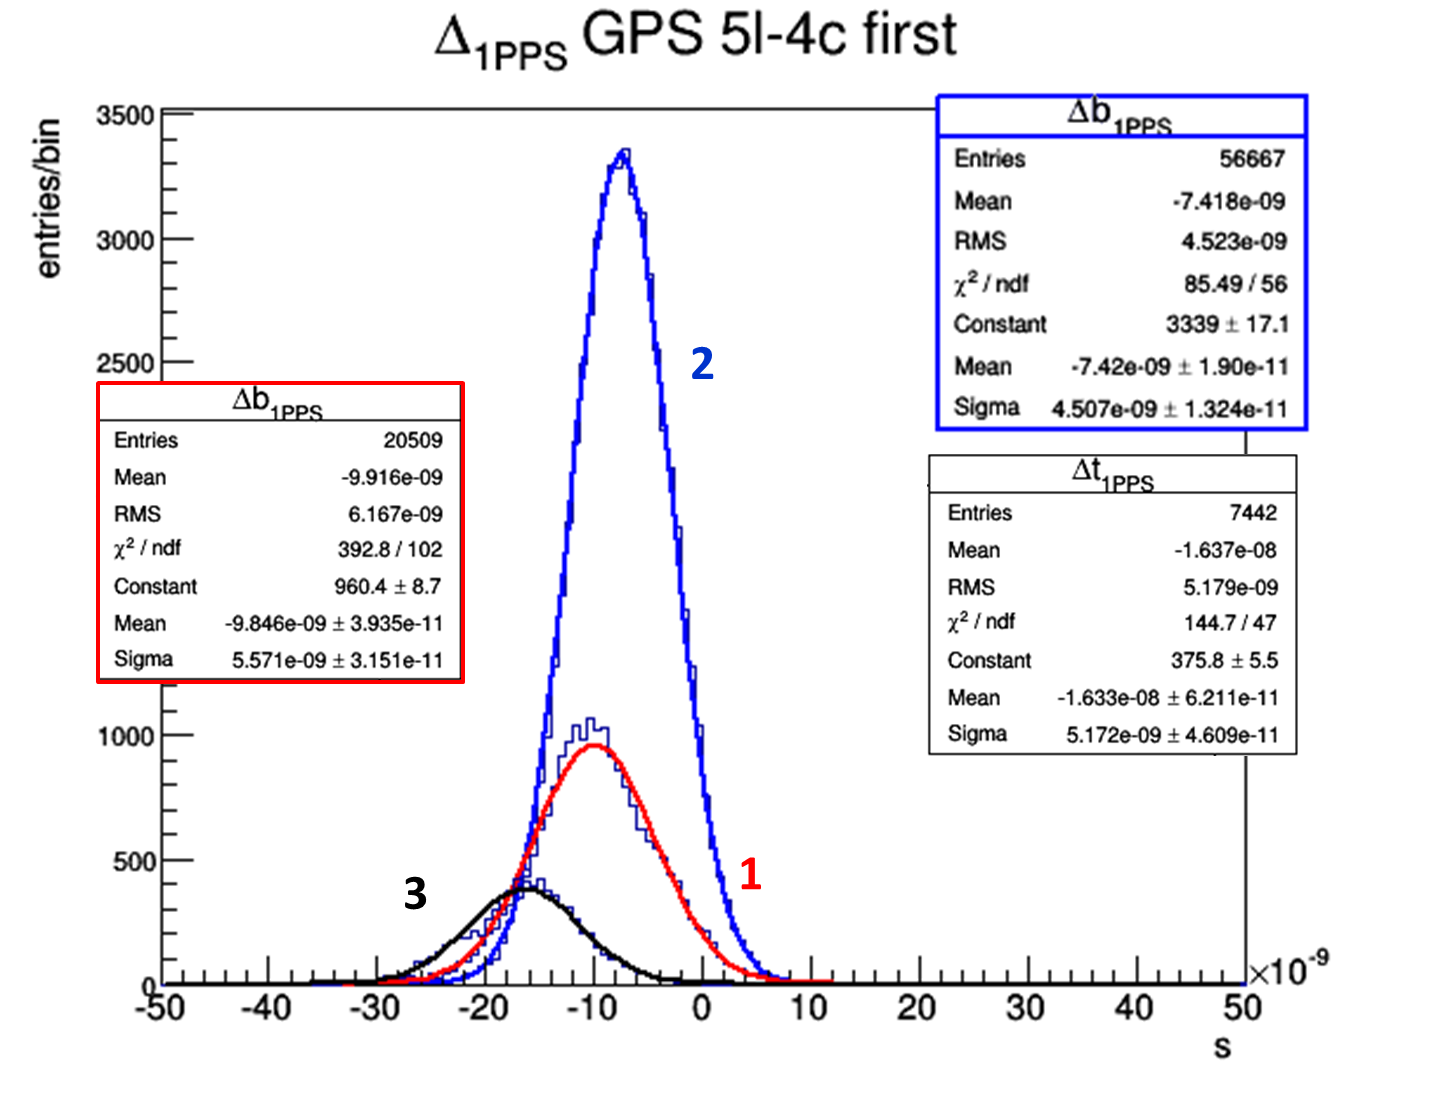 Δ1PPS GPS 5l-4c first
entries/bin
3500
3000
2500
1000
500
0
-50 -40 -30 -20 -10 0 10 20 30 40 50
×10-9
s
Δb1PPS
Entries 56667
Mean -7.418e-09
RMS 4.523e-09
χ2 / ndf 85.49 / 56
Constant 3339 ± 17.1
Mean -7.42e-09 ± 1.90e-11
Sigma 4.507e-09 ± 1.324e-11
2
Δb1PPS
Entries 20509
Mean -9.916e-09
RMS 6.167e-09
χ2 / ndf 392.8 / 102
Constant 960.4 ± 8.7
Mean -9.846e-09 ± 3.935e-11
Sigma 5.571e-09 ± 3.151e-11
Δt1PPS
Entries 7442
Mean -1.637e-08
RMS 5.179e-09
χ2 / ndf 144.7 / 47
Constant 375.8 ± 5.5
Mean -1.633e-08 ± 6.211e-11
Sigma 5.172e-09 ± 4.609e-11
3
1